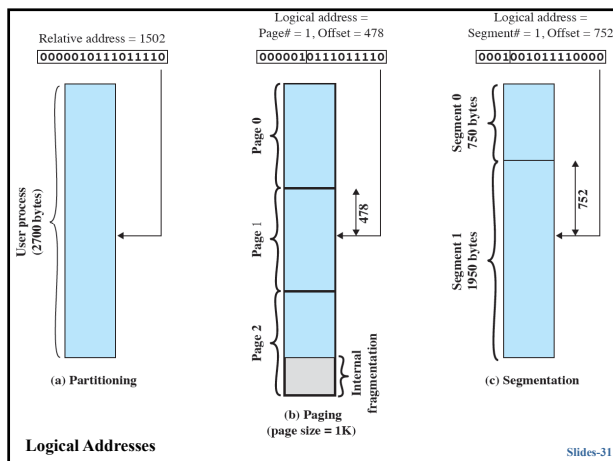 Relative address = 1502
0000010111011110
User process
(2700 bytes)
(a) Partitioning
Logical address =
Page# = 1, Offset = 478
0000010111011110
Page 0
Page 1
Page 2
478
Internal
fragmentation
(b) Paging
(page size = 1K)
Logical address =
Segment# = 1, Offset = 752
0001001011110000
Segment 0
750 bytes
Segment 1
1950 bytes
752
(c) Segmentation
Logical Addresses
Slides-31